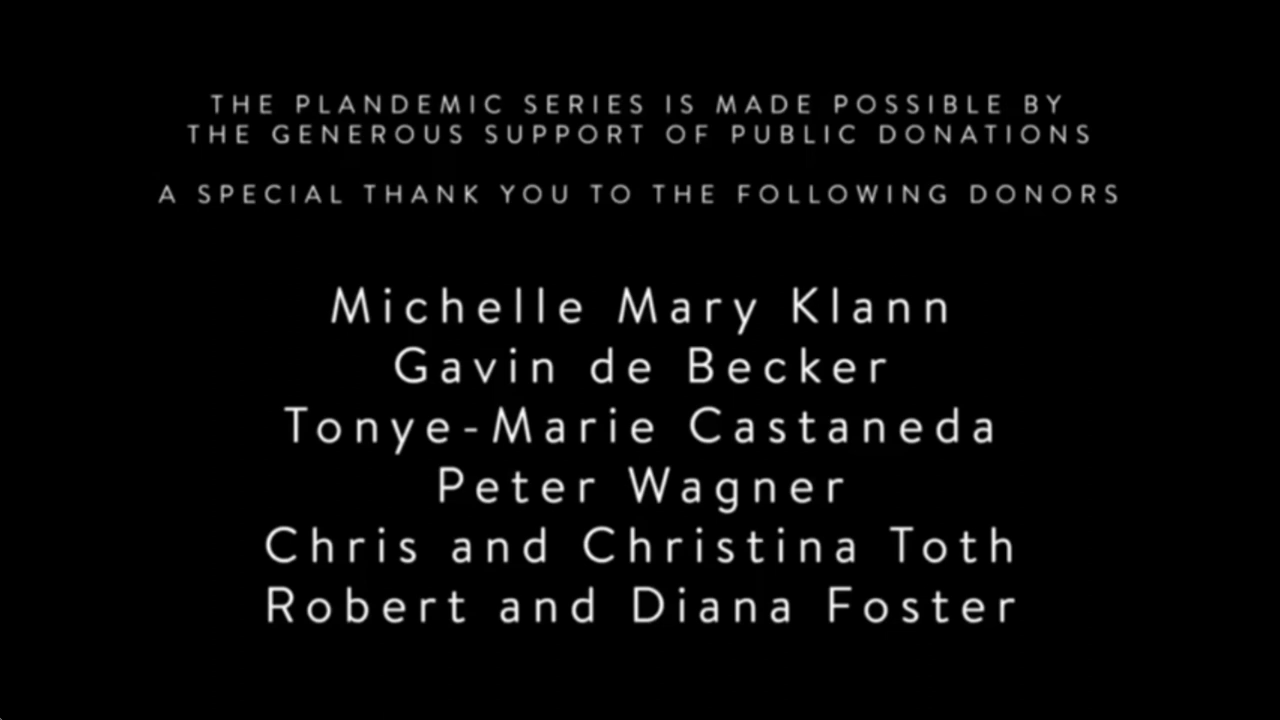 THE PLANDEMIC SERIES IS MADE POSSIBLE BY
THE GENEROUS SUPPORT OF PUBLIC DONATIONS
A SPECIAL THANK YOU TO THE FOLLOWING DONORS
Michelle Mary Klann
Gavin de Becker
Tonye-Marie Castaneda
Peter Wagner
Chris and Christina Toth
Robert and Diana Foster